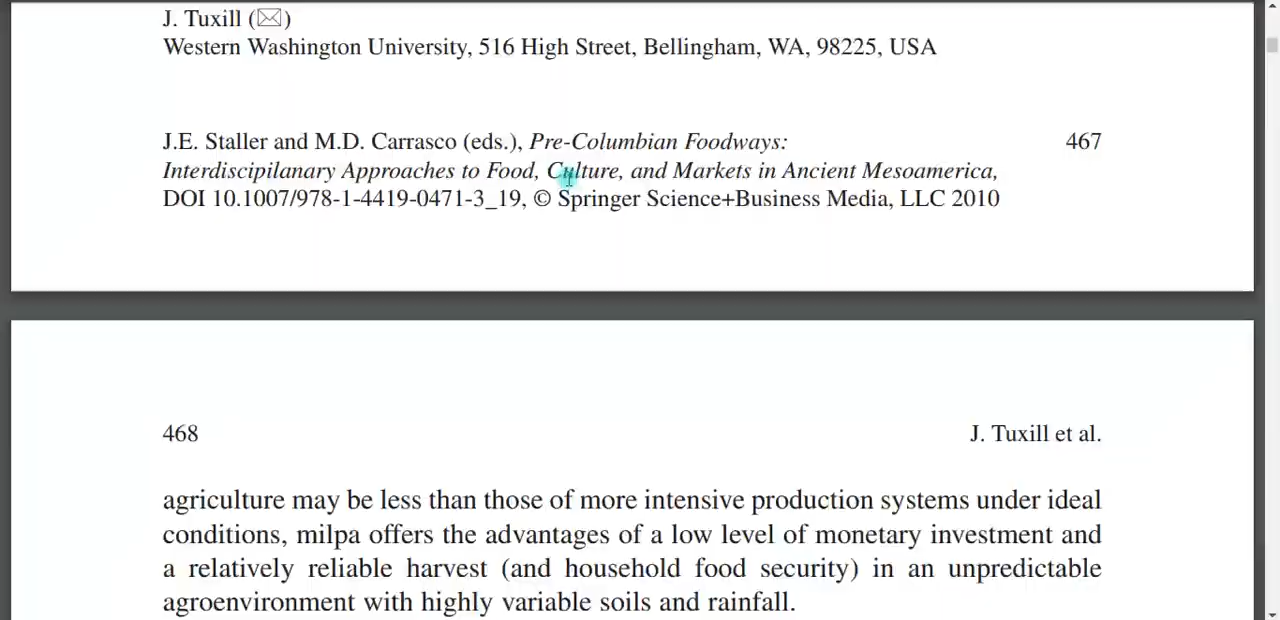 J. Tuxill (✉)
Western Washington University, 516 High Street, Bellingham, WA, 98225, USA
J.E. Staller and M.D. Carrasco (eds.), Pre-Columbian Foodways: 467
Interdiscipilanary Approaches to Food, Culture, and Markets in Ancient Mesoamerica,
DOI 10.1007/978-1-4419-0471-3_19, © Springer Science+Business Media, LLC 2010
468 J. Tuxill et al.
agriculture may be less than those of more intensive production systems under ideal
conditions, milpa offers the advantages of a low level of monetary investment and
a relatively reliable harvest (and household food security) in an unpredictable
agroenvironment with highly variable soils and rainfall.